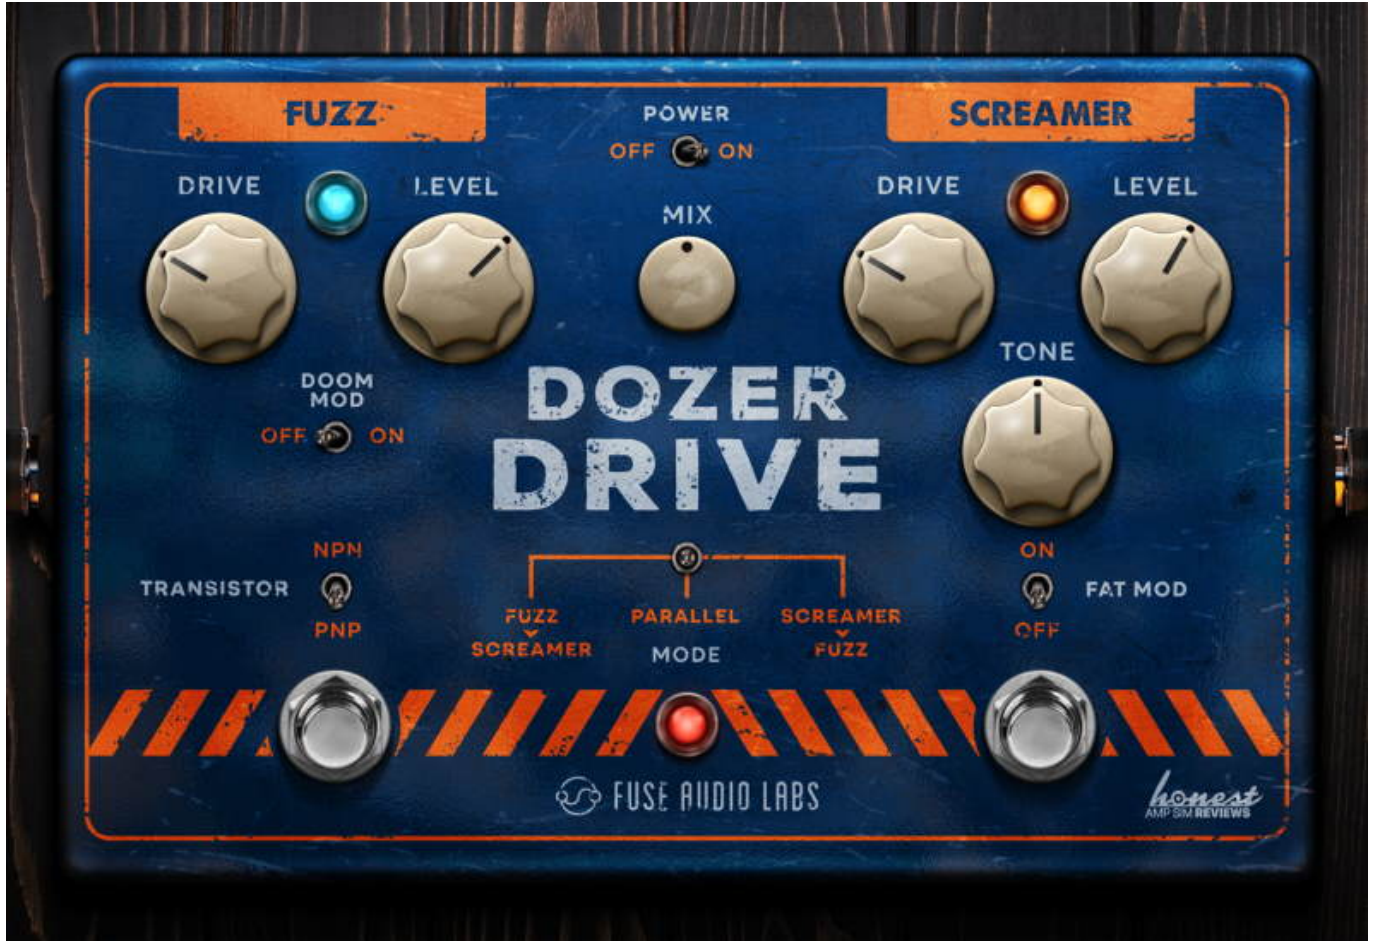 FUZZ
POWER
SCREAMER
OFF ON
DRIVE LEVEL
MIX
DRIVE LEVEL
TONE
DOOM
MOD
OFF ON
DOZER
DRIVE
NPN
TRANSISTOR
PNP
ON
FAT MOD
OFF
FUZZ
SCREAMER
PARALLEL
SCREAMER
FUZZ
MODE
FUSE AUDIO LABS
honest
AMP SIM REVIEWS